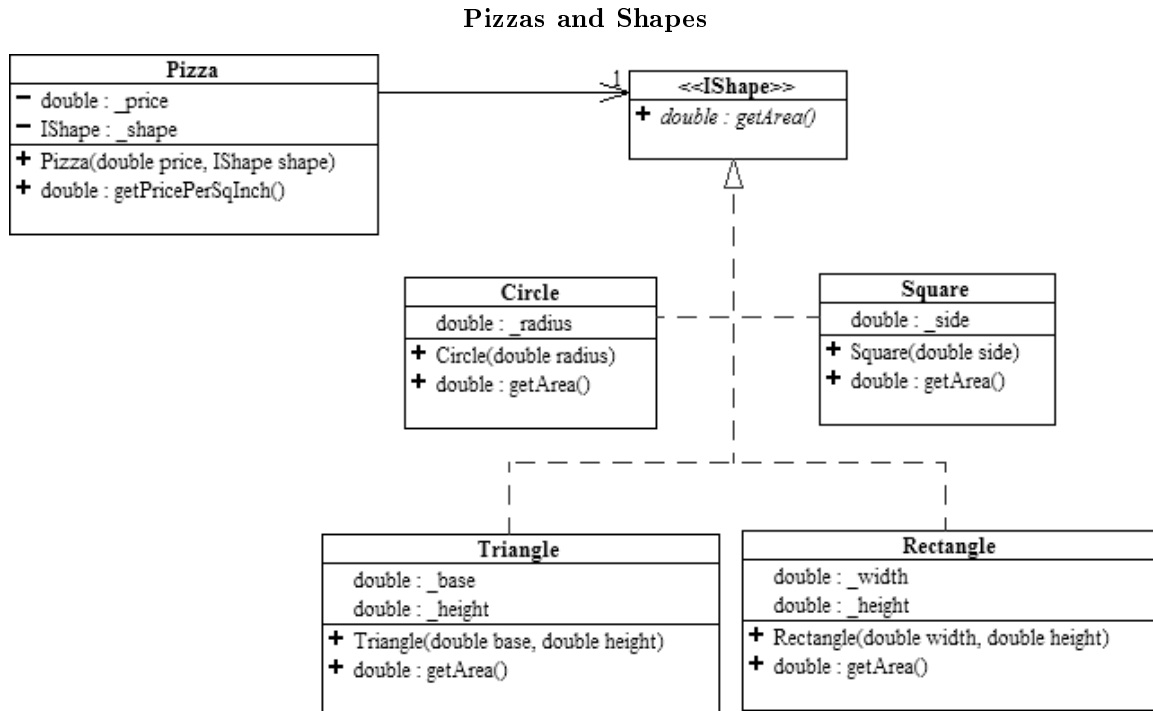 Pizzas and Shapes
Pizza
− double : _price
− IShape : _shape
+ Pizza(double price, IShape shape)
+ double : getPricePerSqInch()
1
<<IShape>>
+ double : getArea()
Circle
double : _radius
+ Circle(double radius)
+ double : getArea()
Square
double : _side
+ Square(double side)
+ double : getArea()
Triangle
double : _base
double : _height
+ Triangle(double base, double height)
+ double : getArea()
Rectangle
double : _width
double : _height
+ Rectangle(double width, double height)
+ double : getArea()